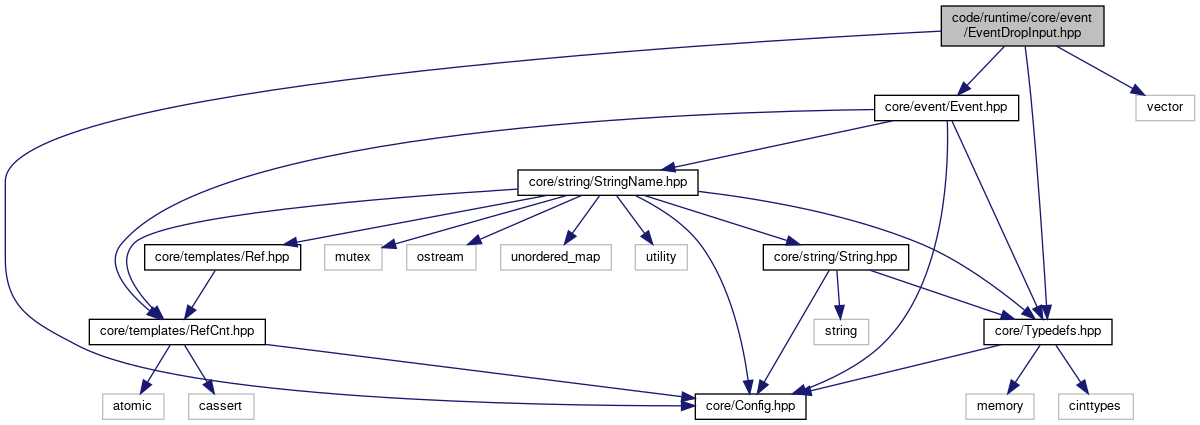 code/runtime/core/event
/EventDropInput.hpp
core/event/Event.hpp
vector
core/string/StringName.hpp
core/templates/Ref.hpp
mutex
ostream
unordered_map
utility
core/string/String.hpp
core/templates/RefCnt.hpp
string
core/Typedefs.hpp
atomic
cassert
core/Config.hpp
memory
cinttypes